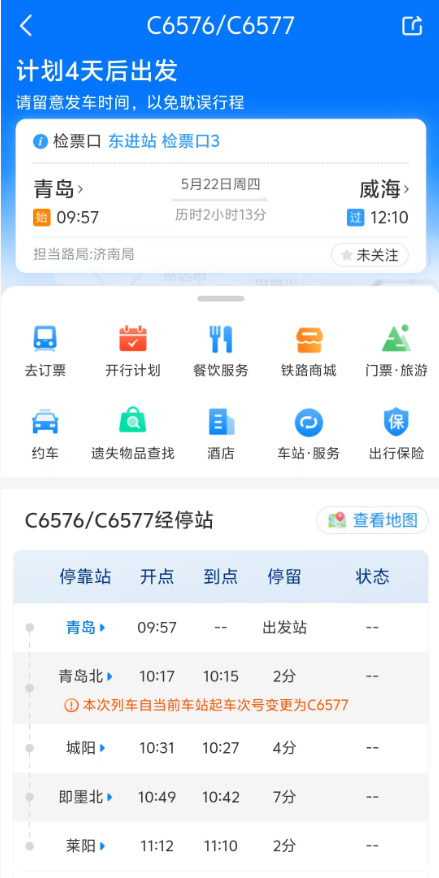 C6576/C6577
计划4天后出发
请留意发车时间，以免耽误行程
检票口 东进站 检票口3
青岛 5月22日周四 威海
始 09:57 历时2小时13分 过 12:10
担当路局:济南局 未关注
去订票 开行计划 餐饮服务 铁路商城 门票·旅游
约车 遗失物品查找 酒店 车站·服务 保 出行保险
C6576/C6577经停站 查看地图
停靠站 开点 到点 停留 状态
青岛 09:57 -- 出发站 --
青岛北 10:17 10:15 2分 --
本次列车自当前车站起车次号变更为C6577
城阳 10:31 10:27 4分 --
即墨北 10:49 10:42 7分 --
莱阳 11:12 11:10 2分 --